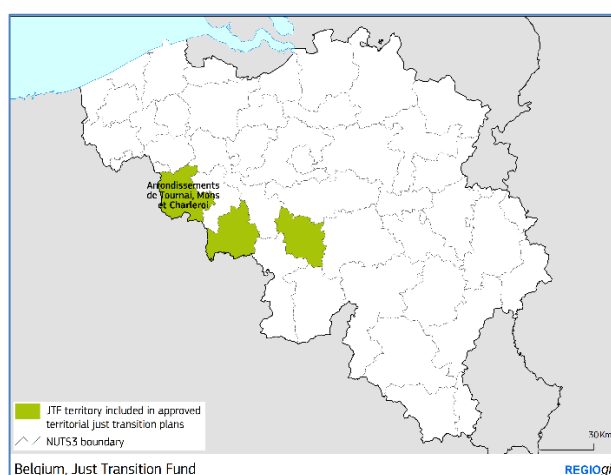 Arrondissements
de Tournai, Mons
et Charleroi
JTF territory included in approved
territorial just transition plans
NUTS3 boundary
0 30Km
Belgium, Just Transition Fund